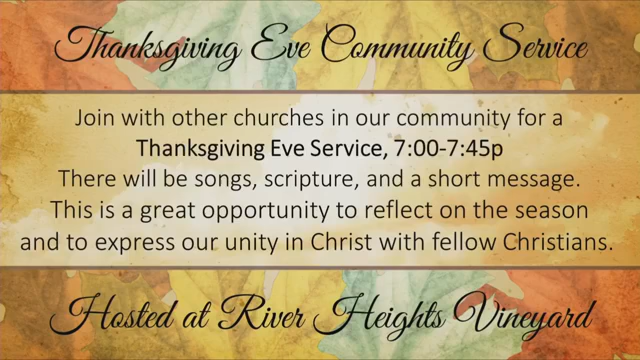 Thanksgiving Eve Community Service
Join with other churches in our community for a
Thanksgiving Eve Service, 7:00-7:45p
There will be songs, scripture, and a short message.
This is a great opportunity to reflect on the season
and to express our unity in Christ with fellow Christians.
Hosted at River Heights Vineyard